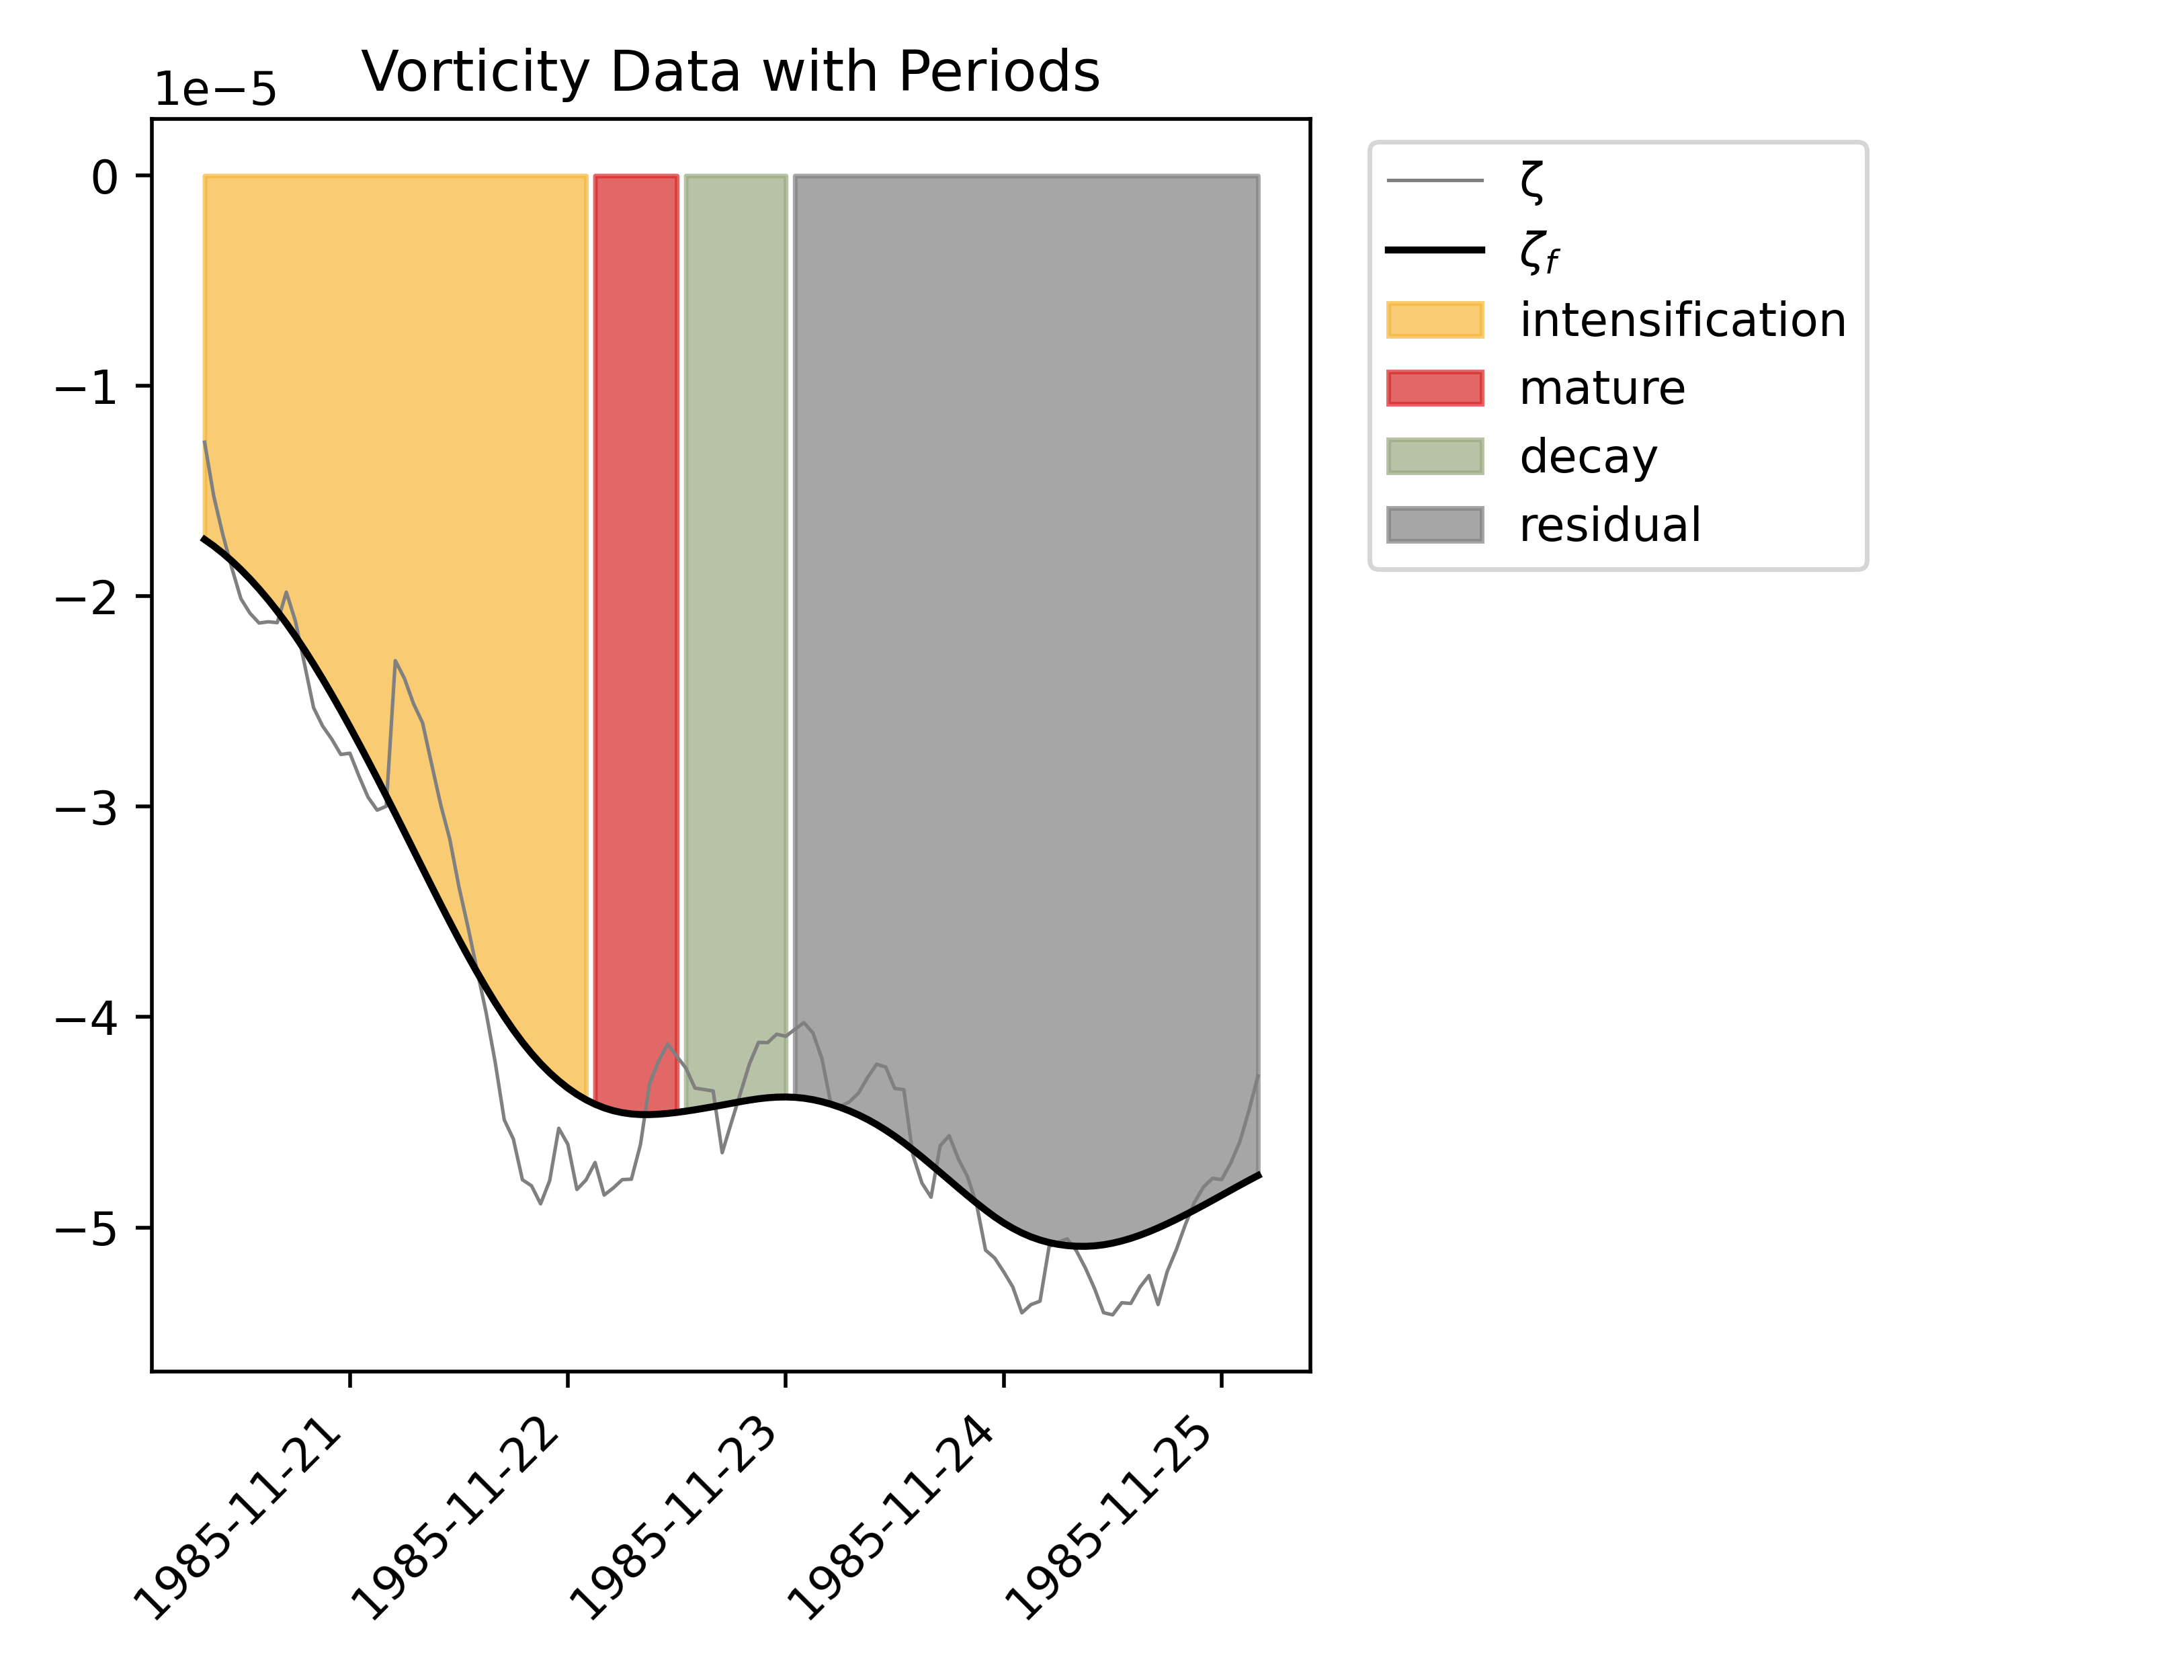 Vorticity Data with Periods
1e−5
0
−1
−2
−3
−4
−5
1985-11-21
1985-11-22
1985-11-23
1985-11-24
1985-11-25
ζ
ζf
intensification
mature
decay
residual